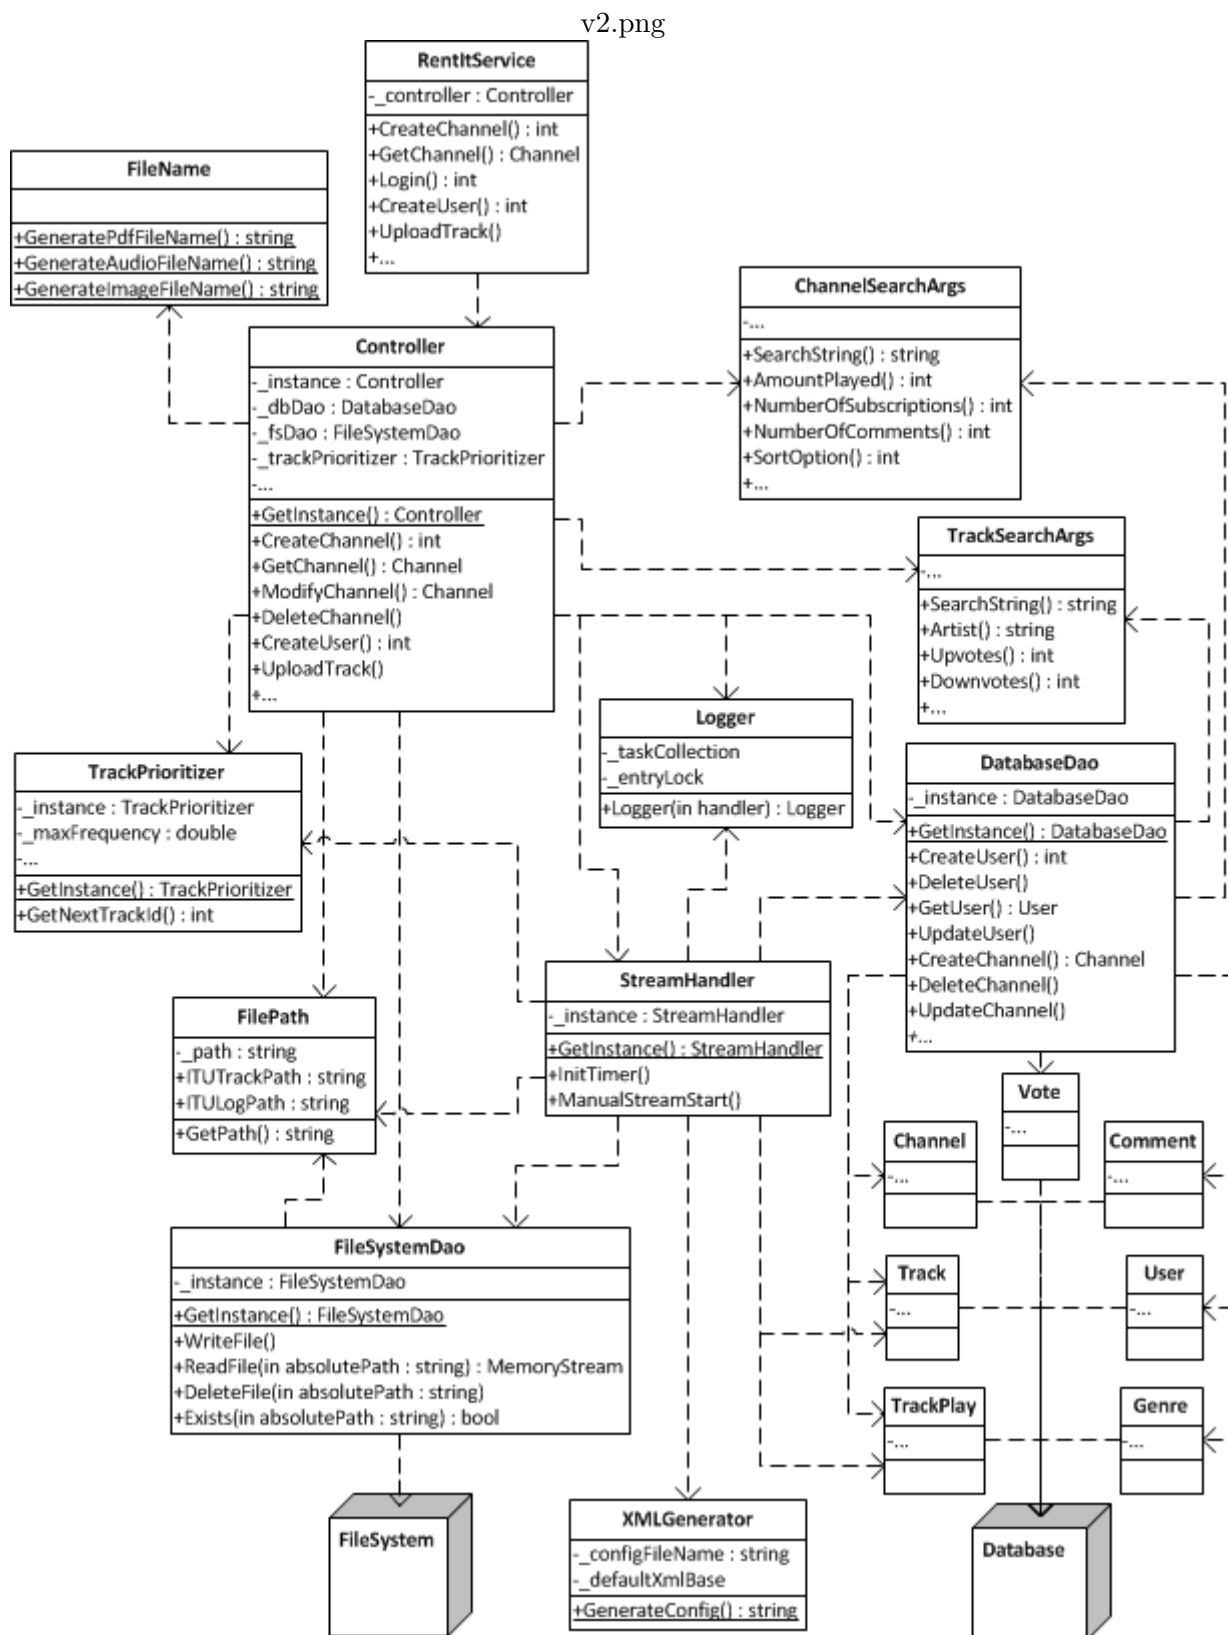 v2.png
RentItService
-_controller : Controller
+CreateChannel() : int
+GetChannel() : Channel
+Login() : int
+CreateUser() : int
+UploadTrack()
+...
FileName
+GeneratePdfFileName() : string
+GenerateAudioFileName() : string
+GenerateImageFileName() : string
ChannelSearchArgs
-...
+SearchString() : string
+AmountPlayed() : int
+NumberOfSubscriptions() : int
+NumberOfComments() : int
+SortOption() : int
+...
Controller
-_instance : Controller
-_dbDao : DatabaseDao
-_fsDao : FileSystemDao
-_trackPrioritizer : TrackPrioritizer
-...
+GetInstance() : Controller
+CreateChannel() : int
+GetChannel() : Channel
+ModifyChannel() : Channel
+DeleteChannel()
+CreateUser() : int
+UploadTrack()
+...
TrackSearchArgs
-...
+SearchString() : string
+Artist() : string
+Upvotes() : int
+Downvotes() : int
+...
Logger
-_taskCollection
-_entryLock
+Logger(in handler) : Logger
TrackPrioritizer
-_instance : TrackPrioritizer
-_maxFrequency : double
-...
+GetInstance() : TrackPrioritizer
+GetNextTrackId() : int
DatabaseDao
-_instance : DatabaseDao
+GetInstance() : DatabaseDao
+CreateUser() : int
+DeleteUser()
+GetUser() : User
+UpdateUser()
+CreateChannel() : Channel
+DeleteChannel()
+UpdateChannel()
+...
StreamHandler
-_instance : StreamHandler
+GetInstance() : StreamHandler
+InitTimer()
+ManualStreamStart()
FilePath
-_path : string
+ITUTrackPath : string
+ITULogPath : string
+GetPath() : string
Vote
-...
Channel
-...
Comment
-...
FileSystemDao
-_instance : FileSystemDao
+GetInstance() : FileSystemDao
+WriteFile()
+ReadFile(in absolutePath : string) : MemoryStream
+DeleteFile(in absolutePath : string)
+Exists(in absolutePath : string) : bool
Track
-...
User
-...
TrackPlay
-...
Genre
-...
FileSystem
XMLGenerator
-_configFileName : string
-_defaultXmlBase
+GenerateConfig() : string
Database